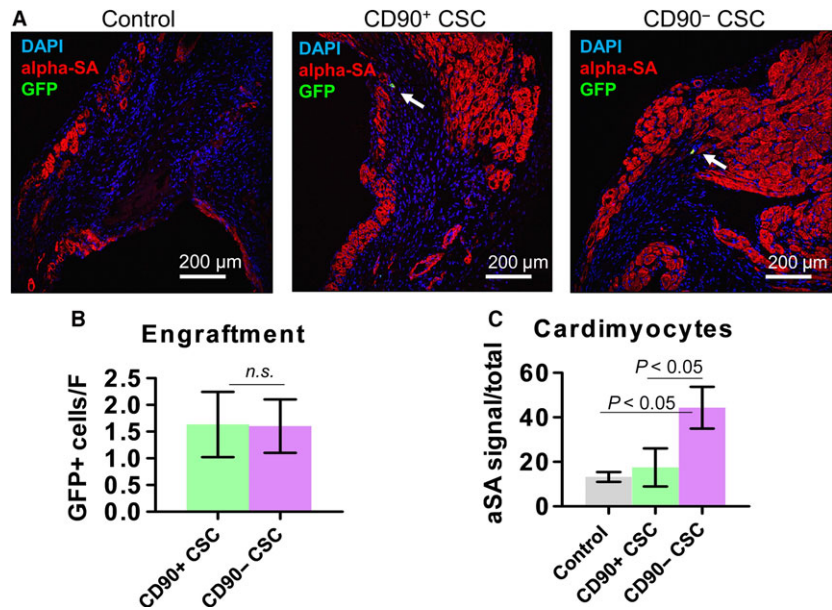 A
Control
CD90+ CSC
CD90− CSC
DAPI
alpha-SA
GFP
200 µm
DAPI
alpha-SA
GFP
200 µm
DAPI
alpha-SA
GFP
200 µm
B
Engraftment
GFP+ cells/F
2.5
2.0
1.5
1.0
0.5
0.0
n.s.
CD90+ CSC
CD90− CSC
C
Cardimyocytes
aSA signal/total
60
40
20
0
P < 0.05
P < 0.05
Control
CD90+ CSC
CD90− CSC